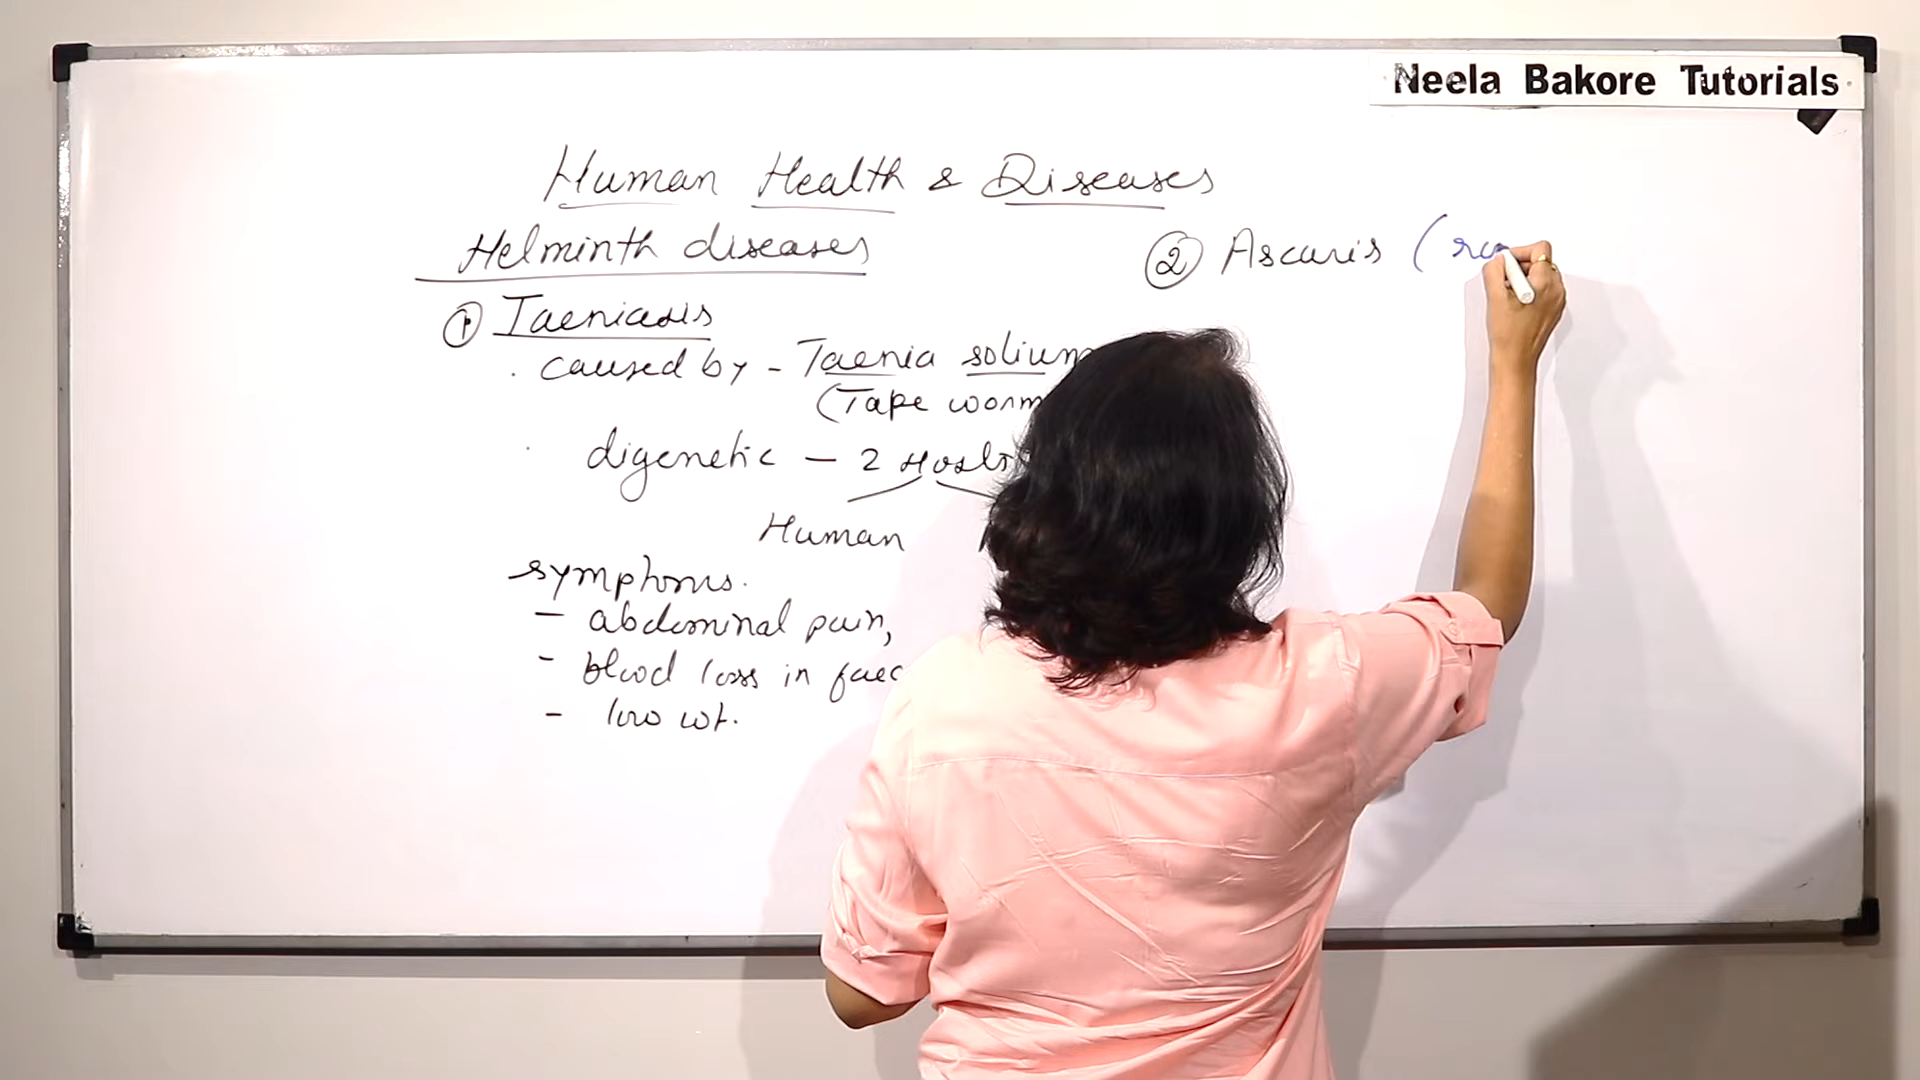 Neela Bakore Tutorials
Human Health & Diseases
Helminth diseases
① Taeniasis
. caused by - Taenia solium
(Tape worm
. digenetic — 2 Hosts
Human
symptoms.
— abdominal pain,
- blood loss in faec
- low wt.
② Ascaris (ro